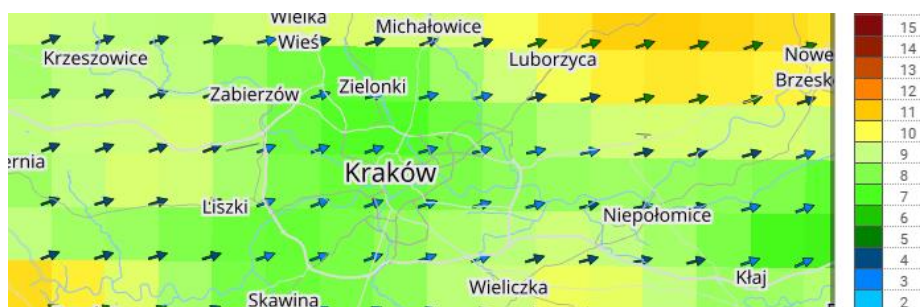 Wielka
Wieś
Michałowice
Krzeszowice
Luborzyca
Nowe
Brzesk
Zabierzów
Zielonki
ernia
Kraków
Liszki
Niepołomice
Kłaj
Wieliczka
Skawina
15
14
13
12
11
10
9
8
7
6
5
4
3
2